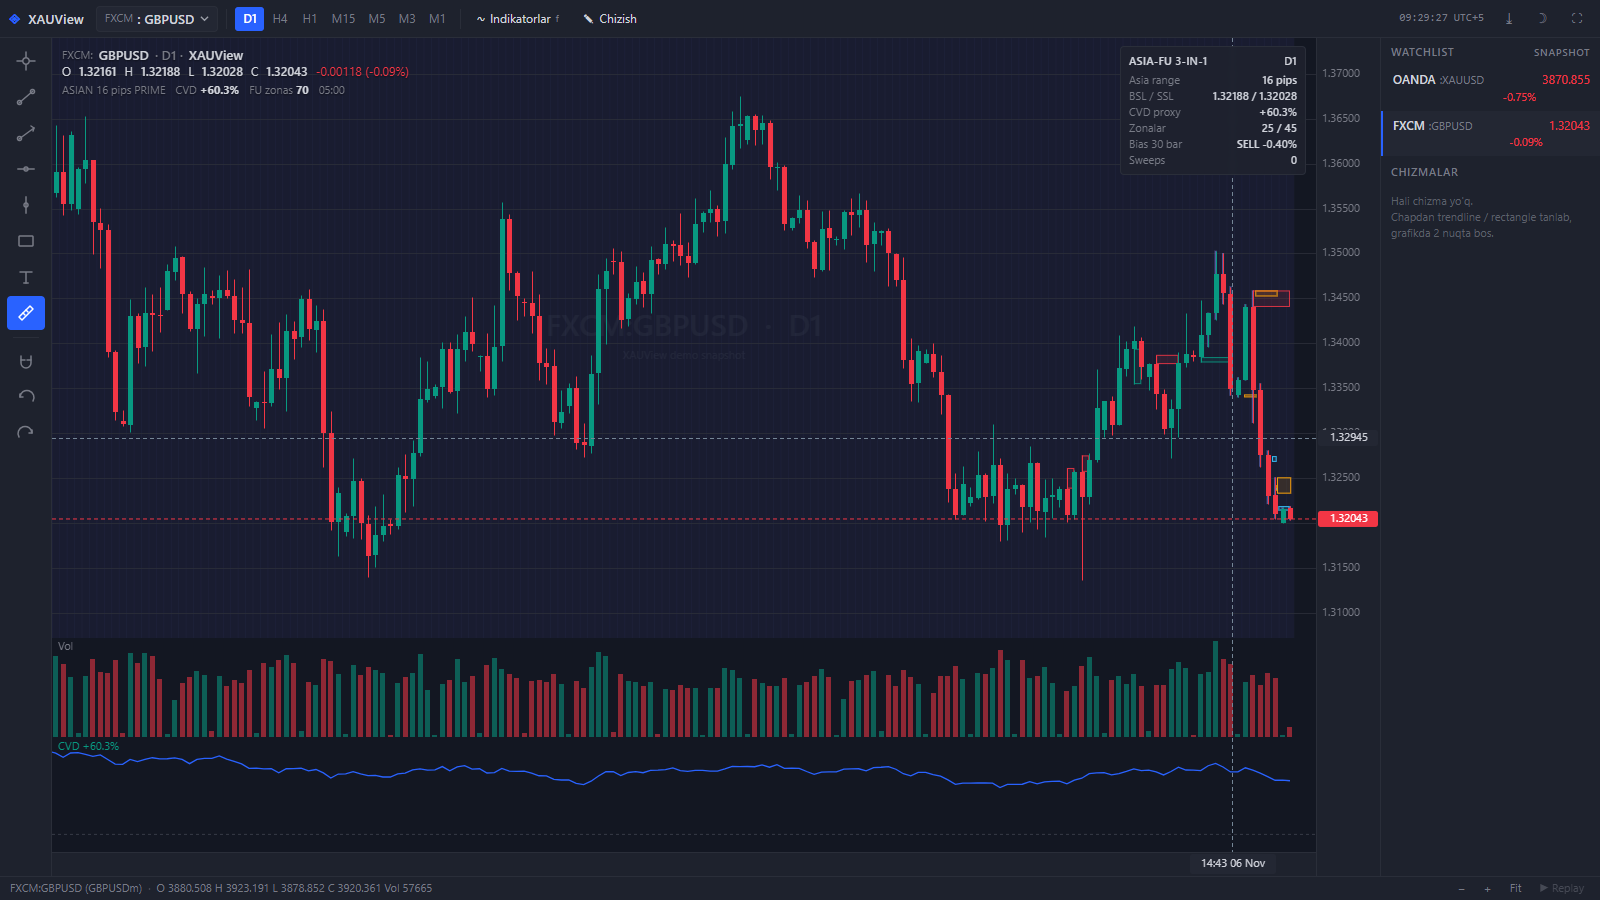 XAUView
FXCM : GBPUSD
D1 H4 H1 M15 M5 M3 M1
Indikatorlar f
Chizish
09:29:27 UTC+5
FXCM: GBPUSD · D1 · XAUView
O 1.32161 H 1.32188 L 1.32028 C 1.32043 -0.00118 (-0.09%)
ASIAN 16 pips PRIME CVD +60.3% FU zonas 70 05:00
ASIA-FU 3-IN-1 D1
Asia range 16 pips
BSL / SSL 1.32188 / 1.32028
CVD proxy +60.3%
Zonalar 25 / 45
Bias 30 bar SELL -0.40%
Sweeps 0
1.37000
1.36500
1.36000
1.35500
1.35000
1.34500
1.34000
1.33500
1.32945
1.32500
1.32043
1.31500
1.31000
FXCM:GBPUSD · D1
XAUView demo snapshot
Vol
CVD +60.3%
14:43 06 Nov
WATCHLIST SNAPSHOT
OANDA :XAUUSD 3870.855
-0.75%
FXCM :GBPUSD 1.32043
-0.09%
CHIZMALAR
Hali chizma yo'q.
Chapdan trendline / rectangle tanlab,
grafikda 2 nuqta bos.
FXCM:GBPUSD (GBPUSDm) · O 3880.508 H 3923.191 L 3878.852 C 3920.361 Vol 57665
− + Fit Replay